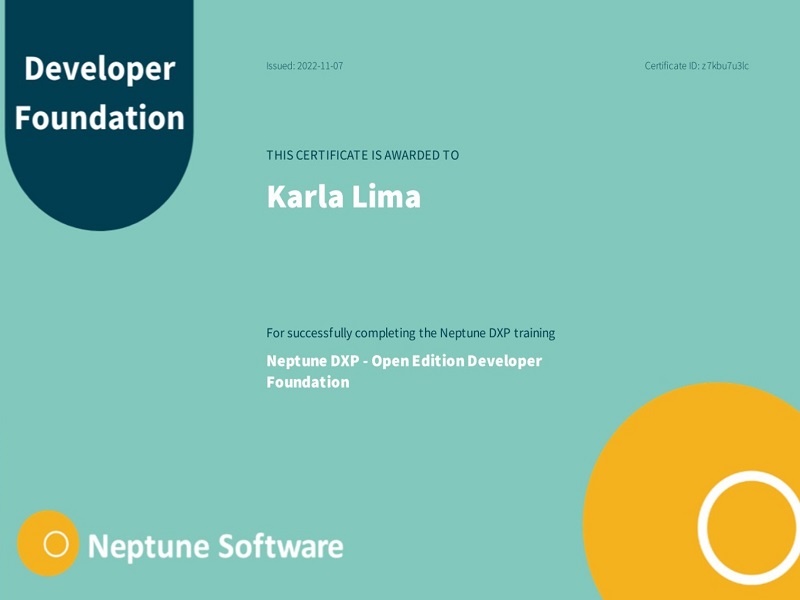 Developer
Foundation
Issued: 2022-11-07
Certificate ID: z7kbu7u3lc
THIS CERTIFICATE IS AWARDED TO
Karla Lima
For successfully completing the Neptune DXP training
Neptune DXP - Open Edition Developer
Foundation
Neptune Software